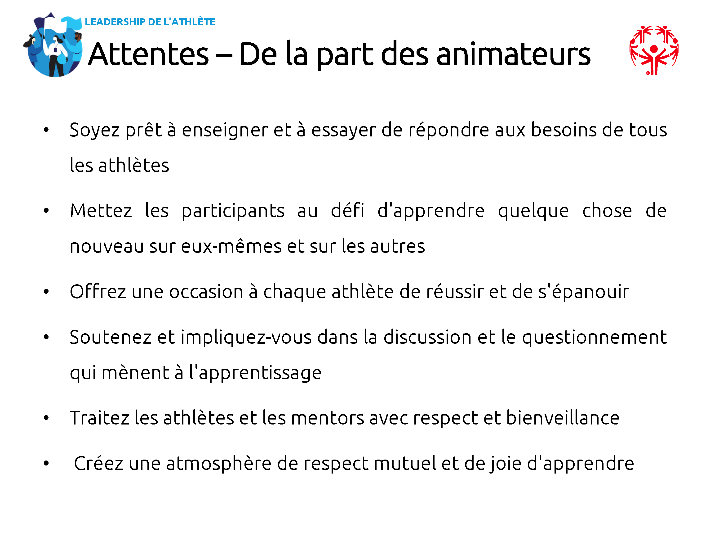 LEADERSHIP DE L'ATHLÈTE
Attentes – De la part des animateurs
• Soyez prêt à enseigner et à essayer de répondre aux besoins de tous
les athlètes
• Mettez les participants au défi d'apprendre quelque chose de
nouveau sur eux-mêmes et sur les autres
• Offrez une occasion à chaque athlète de réussir et de s'épanouir
• Soutenez et impliquez-vous dans la discussion et le questionnement
qui mènent à l'apprentissage
• Traitez les athlètes et les mentors avec respect et bienveillance
• Créez une atmosphère de respect mutuel et de joie d'apprendre